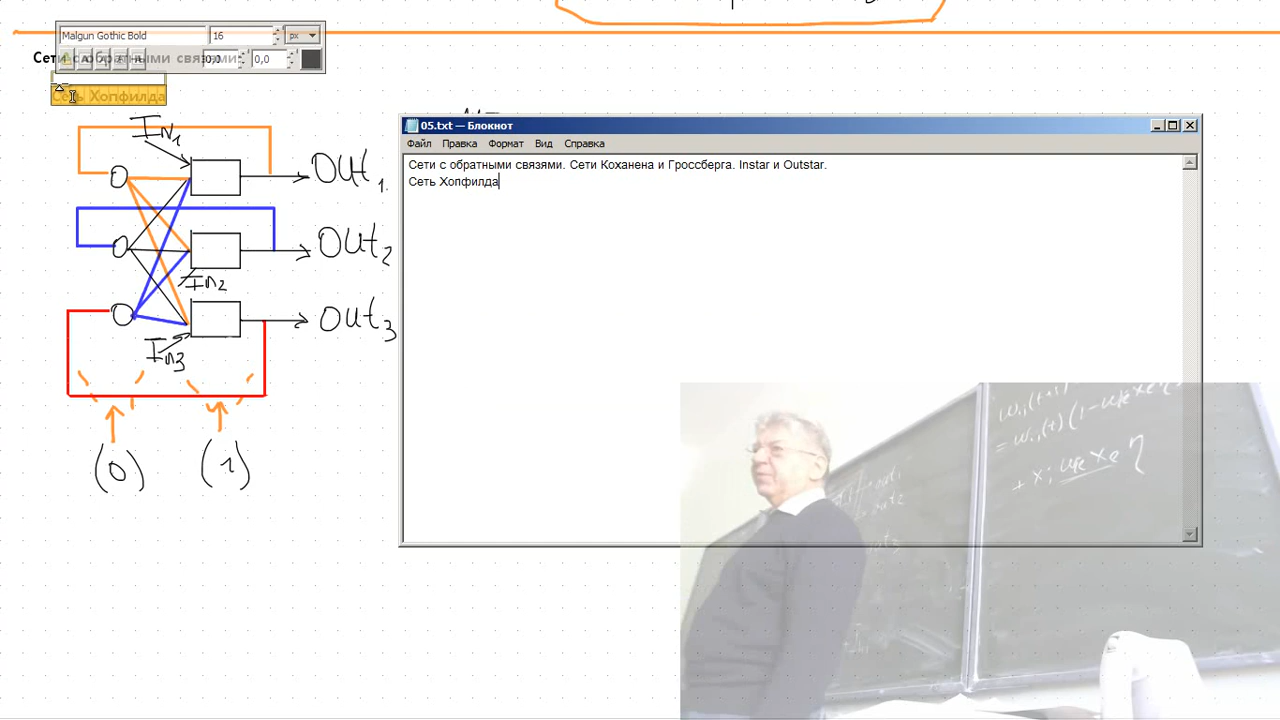 Malgun Gothic Bold 16 px
0,0 0,0
Сети с обратными связями
Сеть Хопфилда
In1
OUt1.
OUt2
In2
OUt3
In3
(0) (1)
05.txt — Блокнот
Файл Правка Формат Вид Справка
Сети с обратными связями. Сети Коханена и Гроссберга. Instar и Outstar.
Сеть Хопфилда